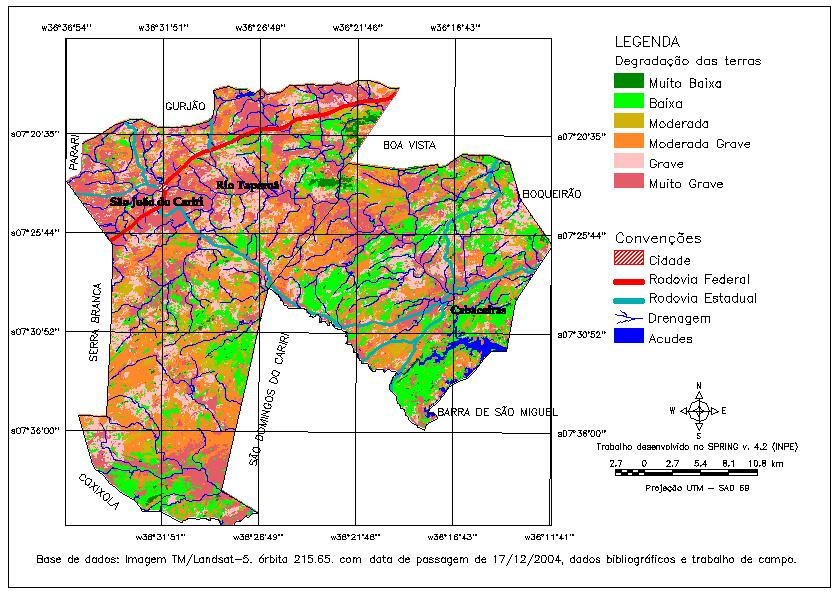 w36°36'54" w36°31'51" w36°26'49" w36°21'46" w36°16'43"
LEGENDA
Degradação das terras
Muito Baixa
Baixa
Moderada
Moderada Grave
Grave
Muito Grave
GURJÃO
s07°20'35" s07°20'35"
PARARI
BOA VISTA
Rio Taperoá
BOQUEIRÃO
São João do Cariri
s07°25'44" s07°25'44"
Convenções
Cidade
Rodovia Federal
Rodovia Estadual
Drenagem
Acudes
SERRA BRANCA
Cabaceiras
s07°30'52" s07°30'52"
SÃO DOMINGOS DO CARIRI
BARRA DE SÃO MIGUEL
N
W E
S
s07°36'00" s07°36'00"
Trabalho desenvolvido no SPRING v. 4.2 (INPE)
2.7 0 2.7 5.4 8.1 10.8 km
Projeção UTM - SAD 69
COXIXOLA
w36°31'51" w36°26'49" w36°21'46" w36°16'43" w36°11'41"
Base de dados: Imagem TM/Landsat-5. órbita 215.65. com data de passagem de 17/12/2004, dados bibliográficos e trabalho de campo.